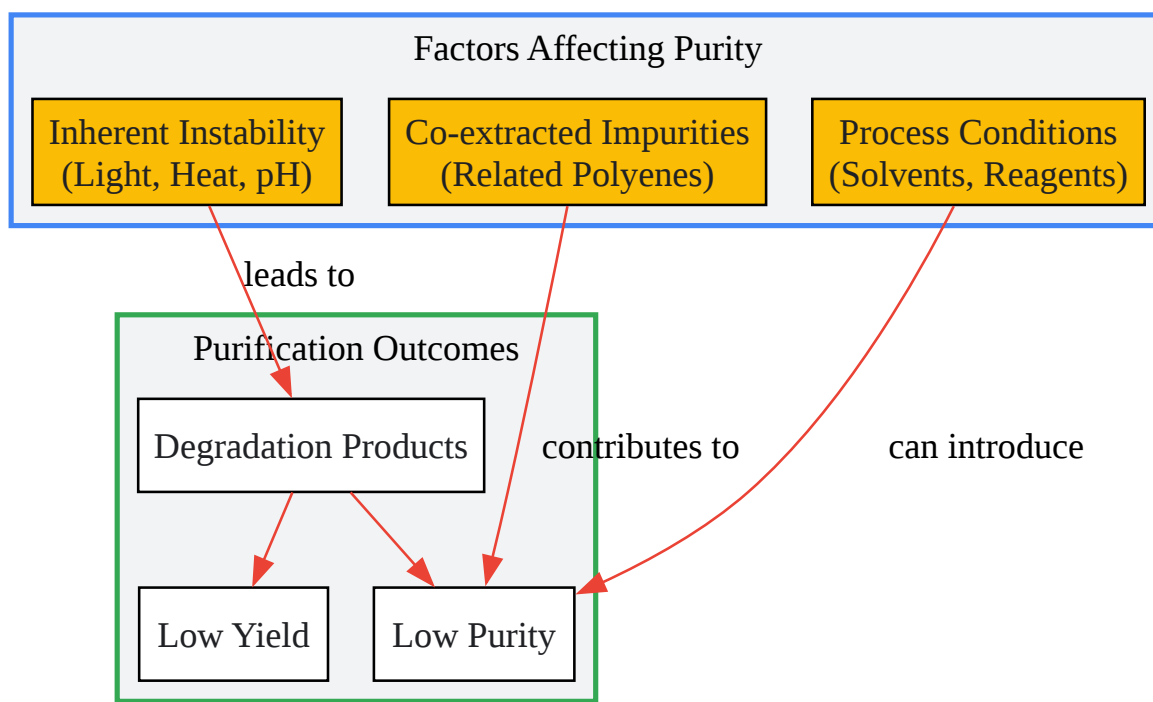 Factors Affecting Purity
Inherent Instability
(Light, Heat, pH)
Co-extracted Impurities
(Related Polyenes)
Process Conditions
(Solvents, Reagents)
leads to
Purification Outcomes
Degradation Products
contributes to
can introduce
Low Yield
Low Purity